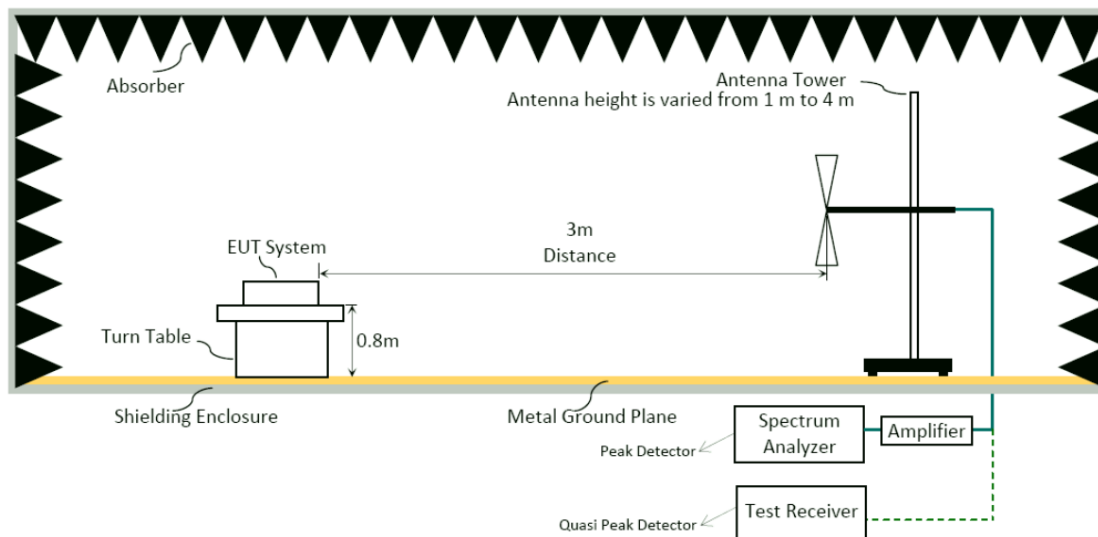 Absorber
Antenna Tower
Antenna height is varied from 1 m to 4 m
3m
Distance
EUT System
Turn Table
0.8m
Shielding Enclosure
Metal Ground Plane
Spectrum
Analyzer
Amplifier
Peak Detector
Test Receiver
Quasi Peak Detector